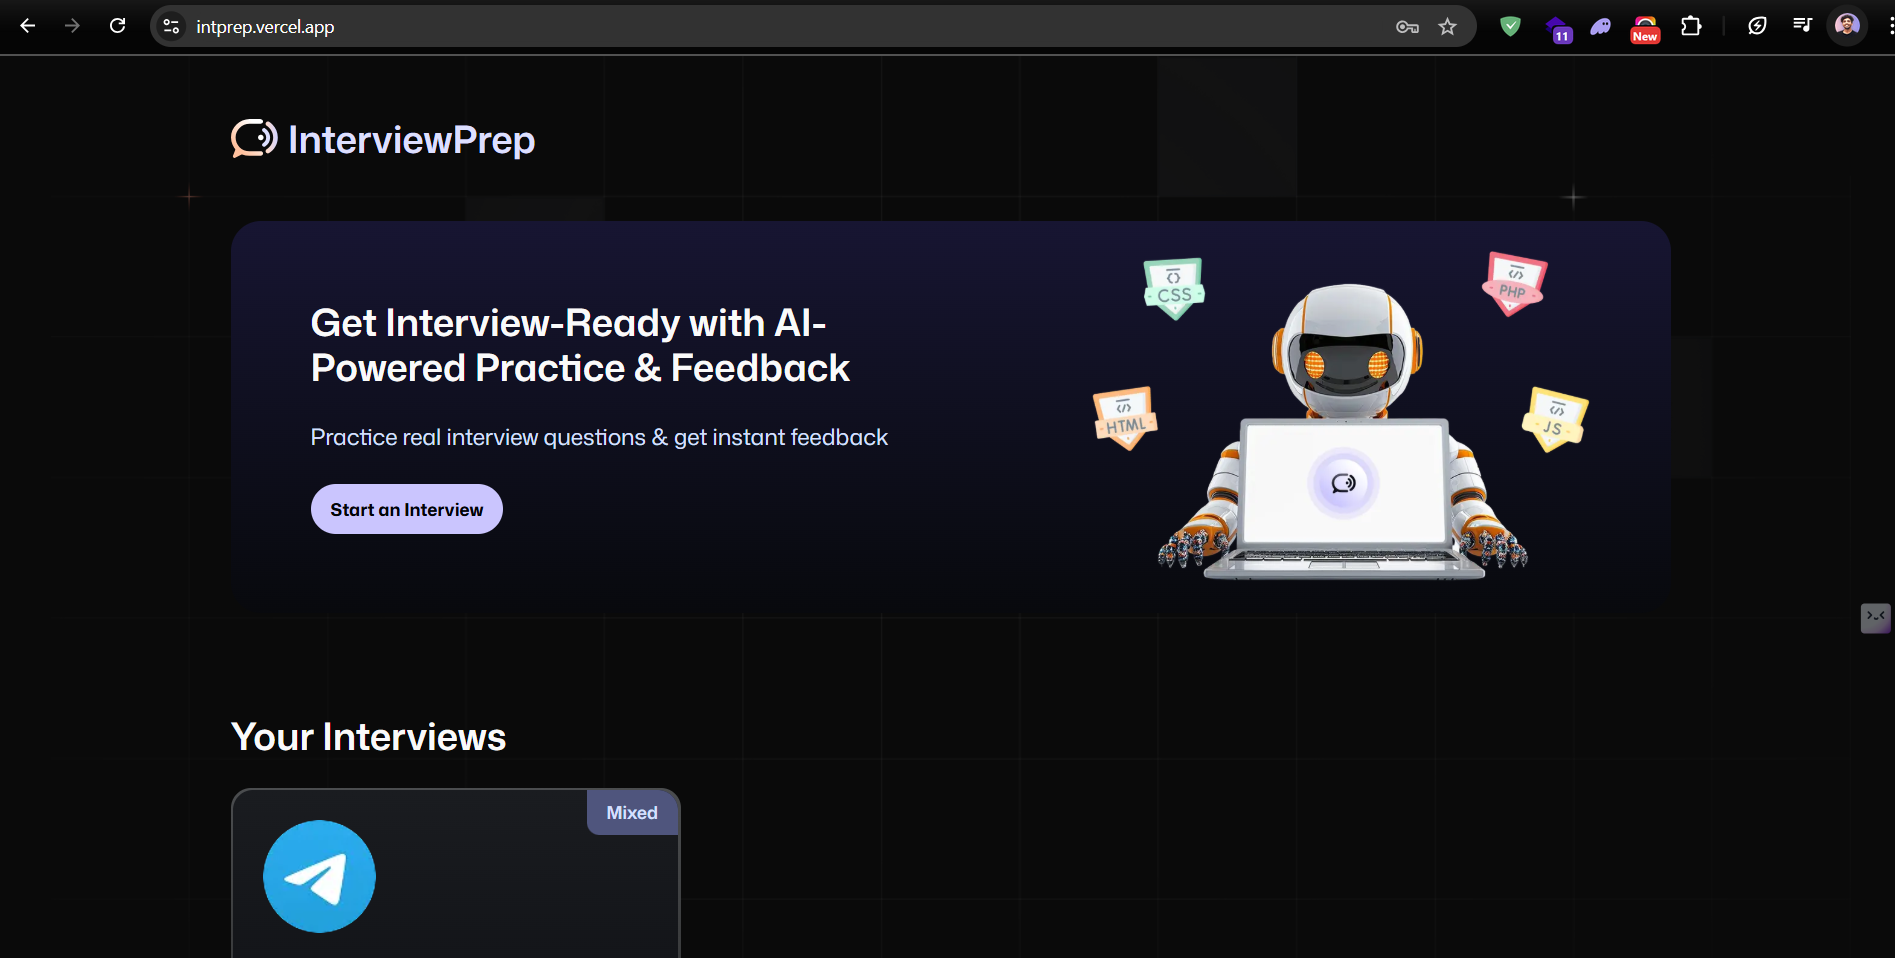 intprep.vercel.app
11
New
InterviewPrep
Get Interview-Ready with AI-
Powered Practice & Feedback
Practice real interview questions & get instant feedback
Start an Interview
CSS
PHP
HTML
JS
Your Interviews
Mixed